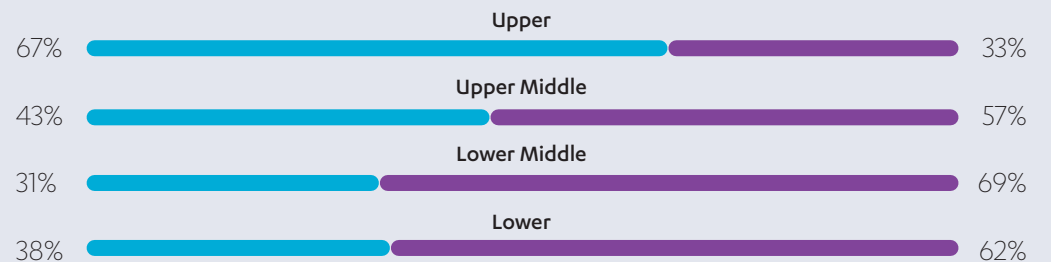 Upper
67% 33%
Upper Middle
43% 57%
Lower Middle
31% 69%
Lower
38% 62%